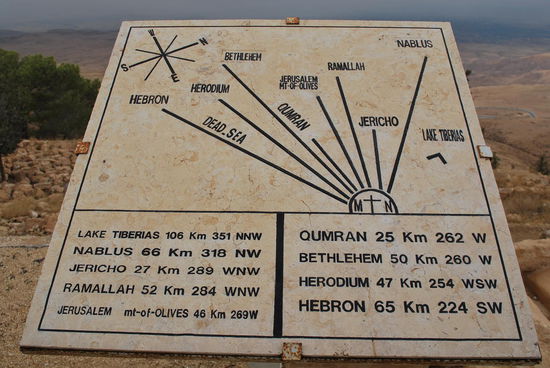 N
W
S
E
NABLUS
BETHLEHEM
RAMALLAH
JERUSALEM
MT-OF-OLIVES
HERODIUM
HEBRON
QUMRAN
JERICHO
DEAD.SEA
LAKE TIBERIAS
M N
LAKE TIBERIAS 106 Km 351 NNW
NABLUS 66 Km 318 NW
JERICHO 27 Km 289 WNW
RAMALLAH 52 Km 284 WNW
JERUSALEM mt-of-OLIVES 46 Km 269W
QUMRAN 25 Km 262 W
BETHLEHEM 50 Km 260 W
HERODIUM 47 Km 254 WSW
HEBRON 65 Km 224 SW